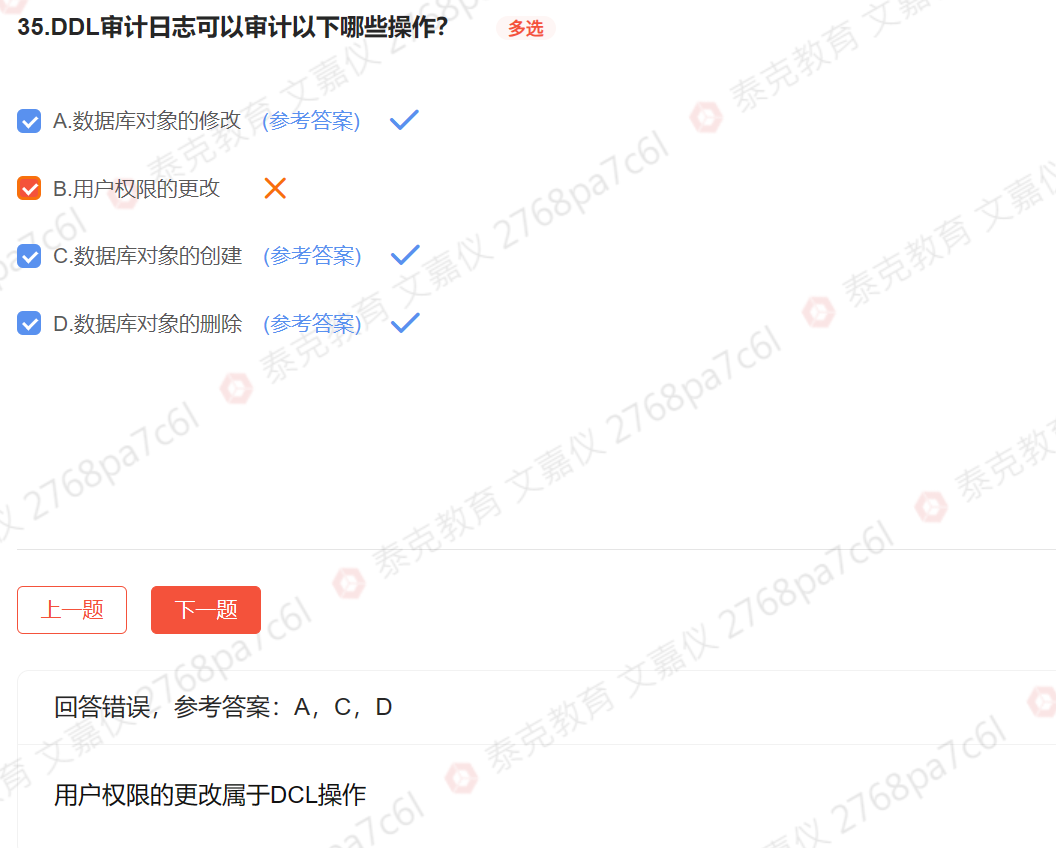 35.DDL审计日志可以审计以下哪些操作？ 多选
A.数据库对象的修改 (参考答案)
B.用户权限的更改
C.数据库对象的创建 (参考答案)
D.数据库对象的删除 (参考答案)
上一题 下一题
回答错误，参考答案：A，C，D
用户权限的更改属于DCL操作
泰克教育 文嘉仪 2768pa7c6l